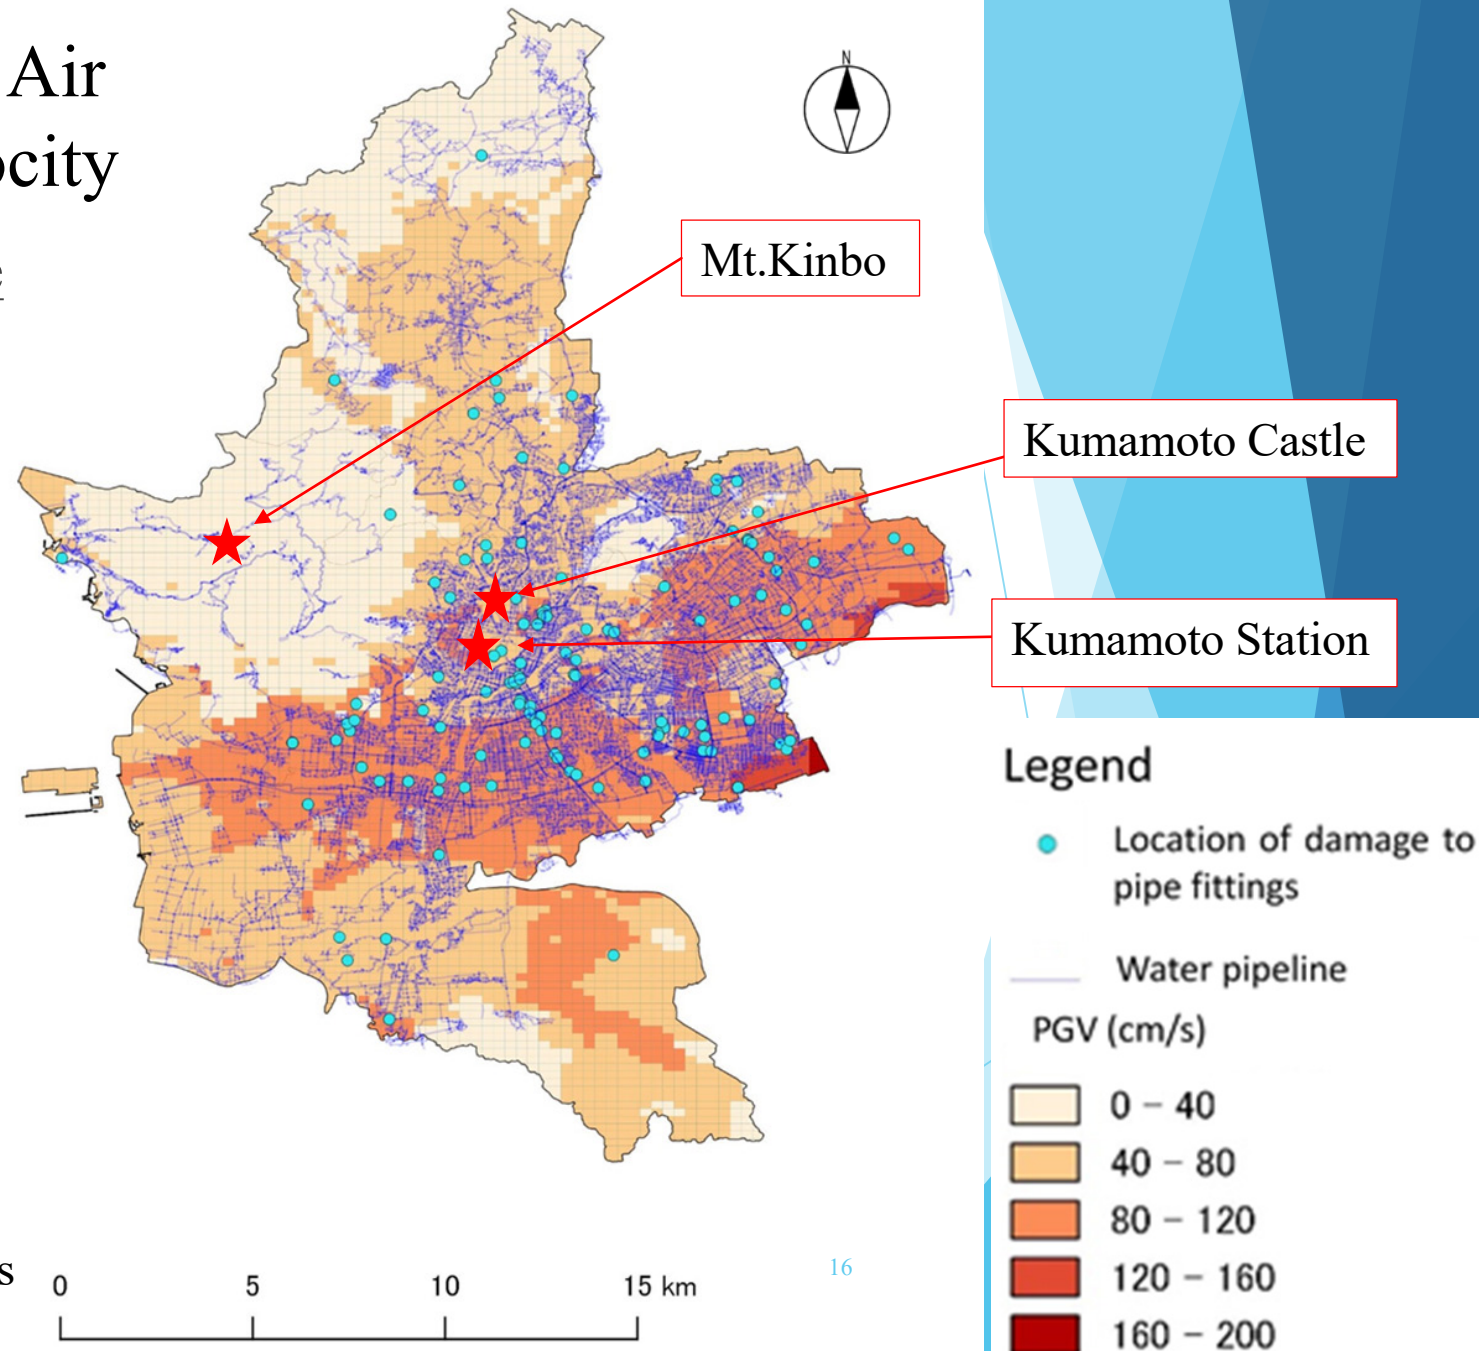 Air
ocity
e
N
Mt.Kinbo
Kumamoto Castle
Kumamoto Station
Legend
Location of damage to
pipe fittings
Water pipeline
PGV (cm/s)
0 – 40
40 – 80
80 – 120
120 – 160
160 – 200
s
0 5 10 15 km
16